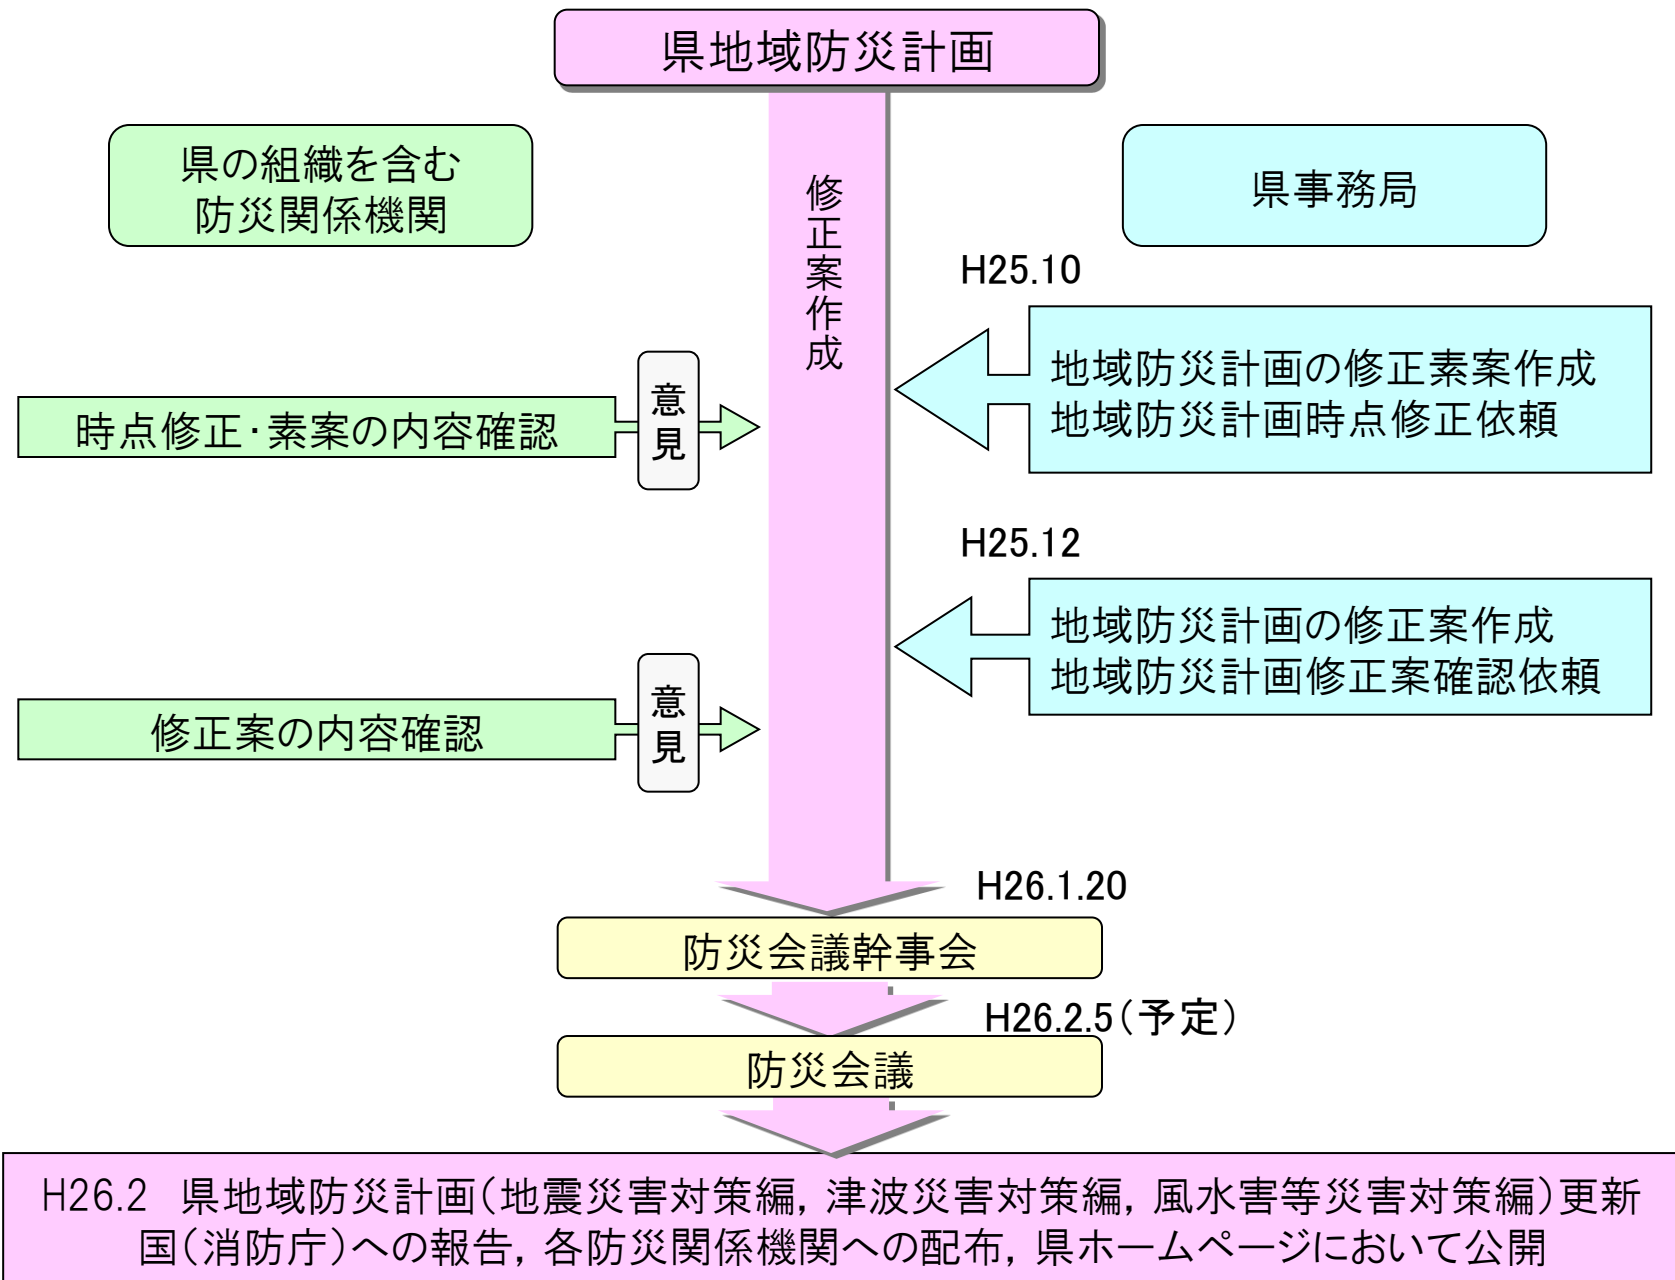 県地域防災計画
県の組織を含む
防災関係機関
修正案作成
県事務局
H25.10
地域防災計画の修正素案作成
地域防災計画時点修正依頼
時点修正・素案の内容確認
意見
H25.12
地域防災計画の修正案作成
地域防災計画修正案確認依頼
修正案の内容確認
意見
H26.1.20
防災会議幹事会
H26.2.5(予定)
防災会議
H26.2　県地域防災計画(地震災害対策編，津波災害対策編，風水害等災害対策編)更新
国(消防庁)への報告，各防災関係機関への配布，県ホームページにおいて公開